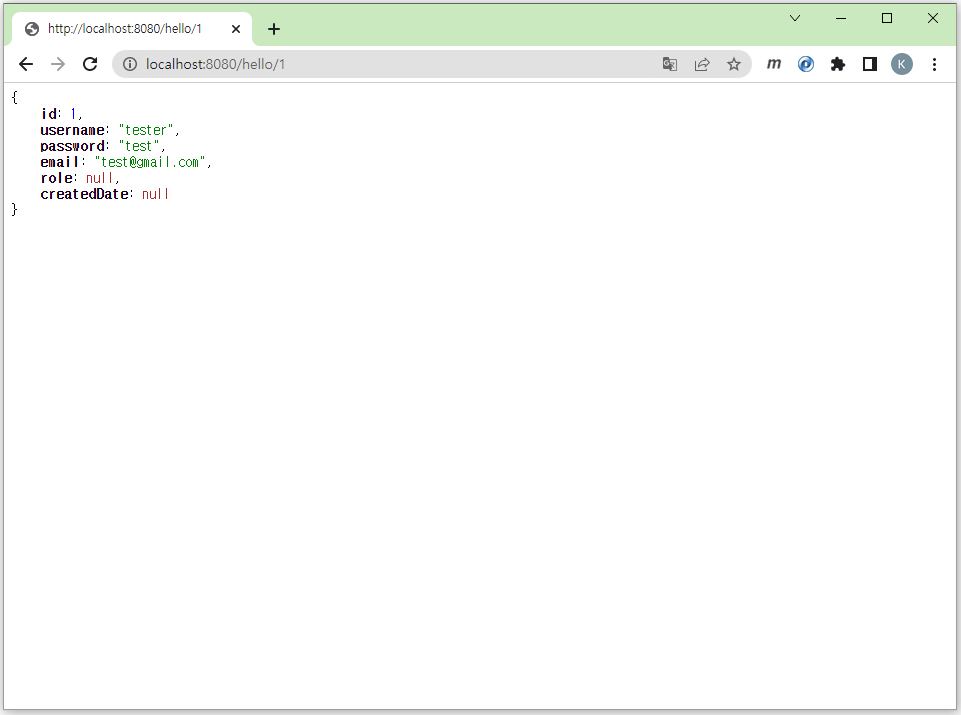 http://localhost:8080/hello/1
localhost:8080/hello/1
m
K
{
id: 1,
username: "tester",
password: "test",
email: "test@gmail.com",
role: null,
createdDate: null
}